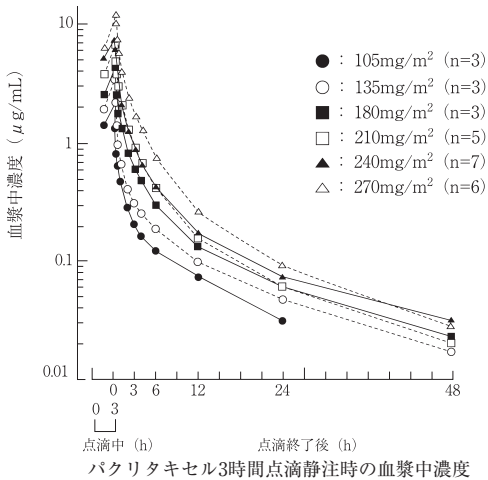 血漿中濃度（μg/mL）
10
1
0.1
0.01
●：105mg/m²（n=3）
○：135mg/m²（n=3）
■：180mg/m²（n=3）
□：210mg/m²（n=5）
▲：240mg/m²（n=7）
△：270mg/m²（n=6）
0 3 6 12 24 48
0 3
点滴中（h） 点滴終了後（h）
パクリタキセル3時間点滴静注時の血漿中濃度